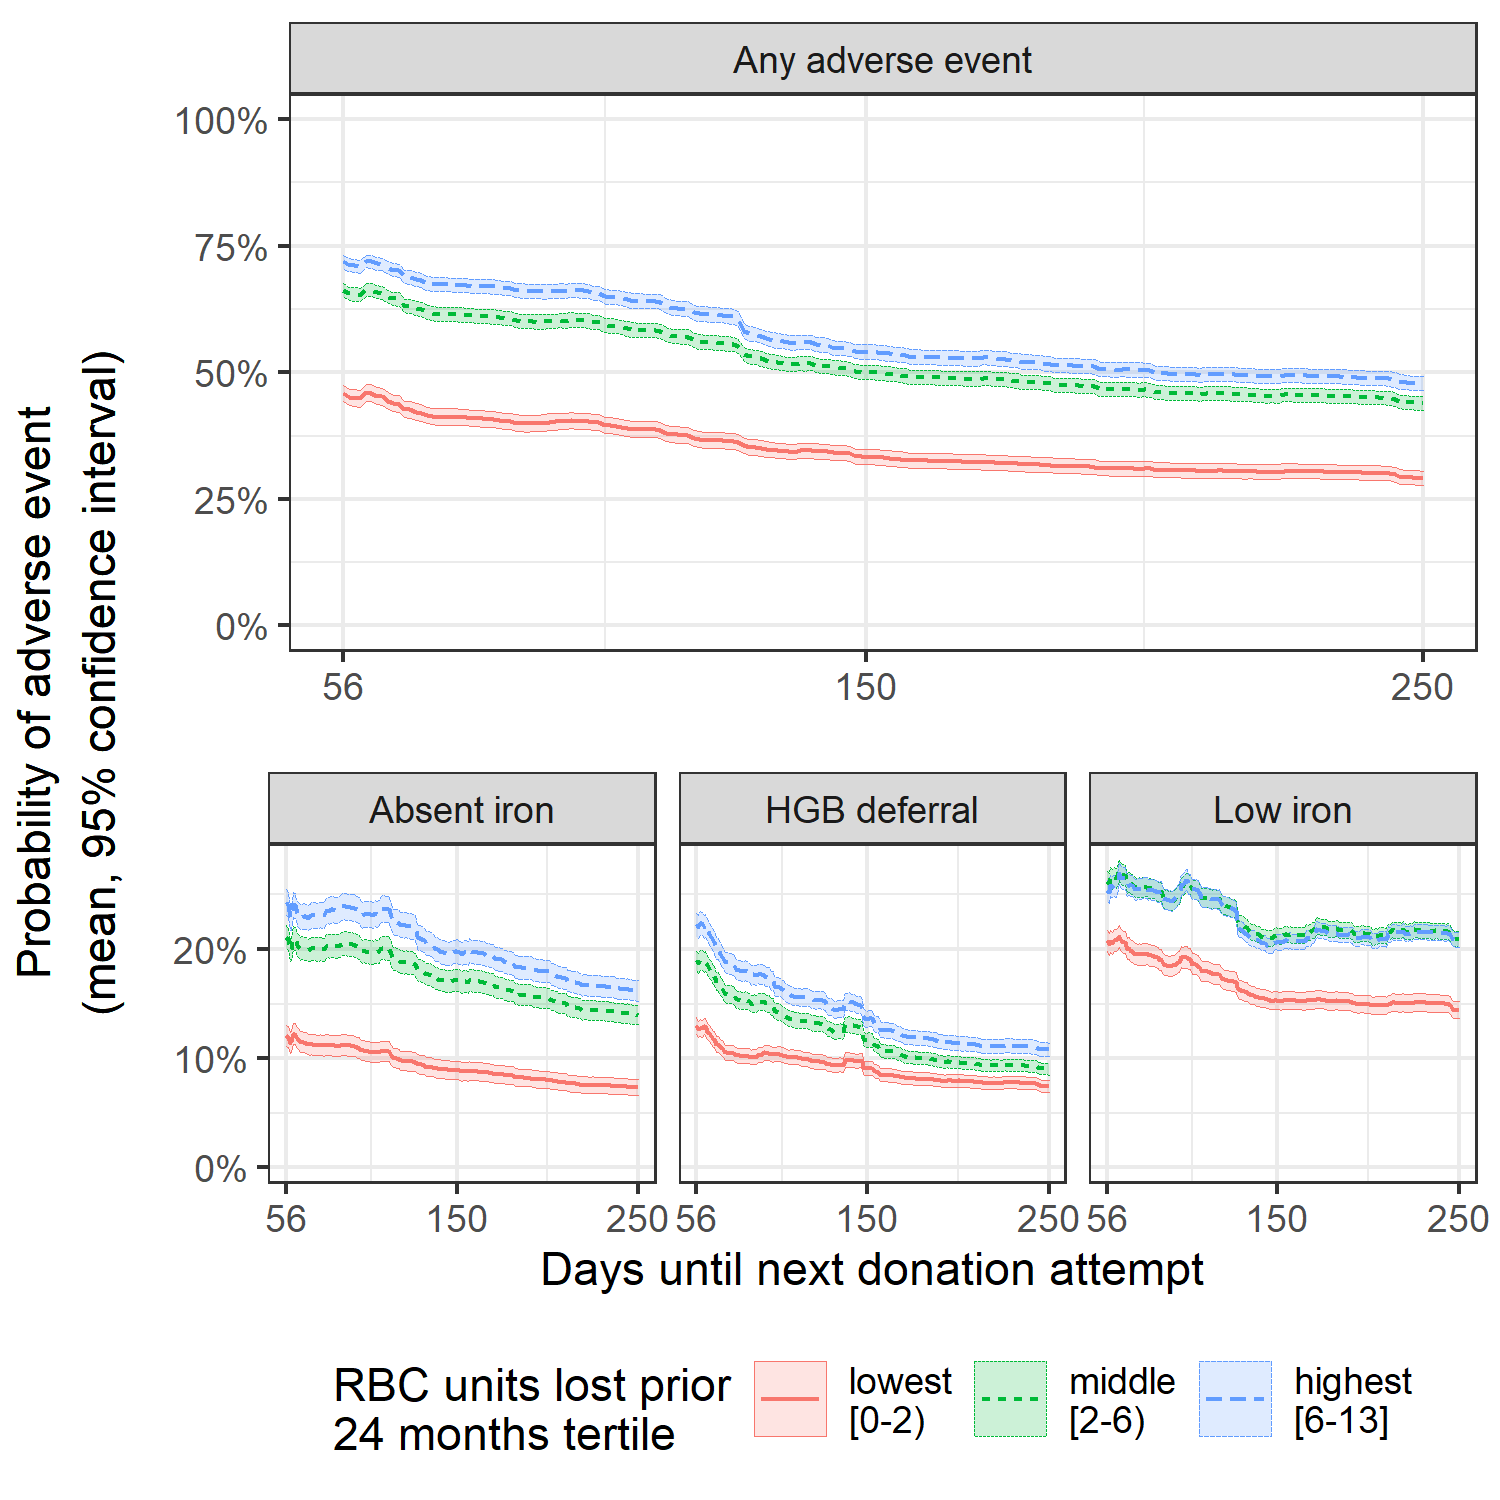 Any adverse event
100%
75%
50%
25%
0%
56 150 250
Probability of adverse event
(mean, 95% confidence interval)
Absent iron
HGB deferral
Low iron
20%
10%
0%
56 150 250 56 150 250 56 150 250
Days until next donation attempt
RBC units lost prior
24 months tertile
lowest
[0-2)
middle
[2-6)
highest
[6-13]